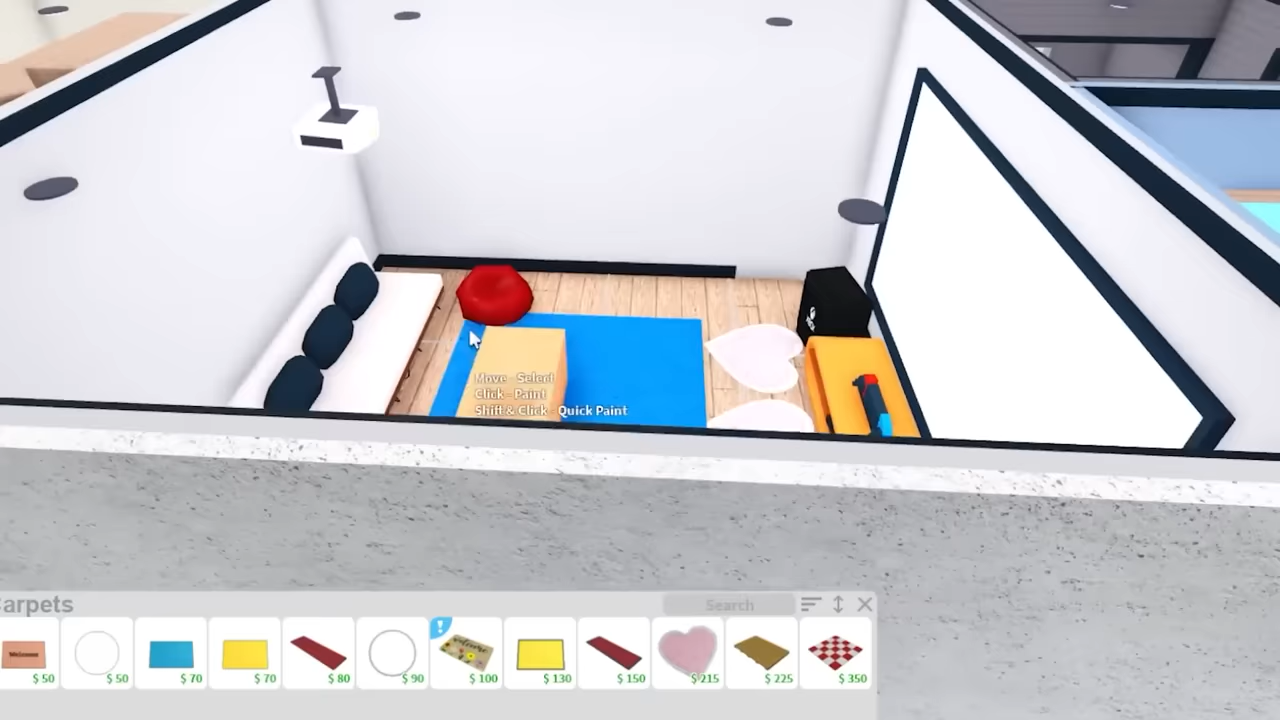 Move - Select
Click - Paint
Shift & Click - Quick Paint
arpets
Search
Welcome
$ 50
$ 50
$ 70
$ 70
$ 80
$ 90
!
welcome
$ 100
$ 130
$ 150
$ 215
$ 225
$ 350